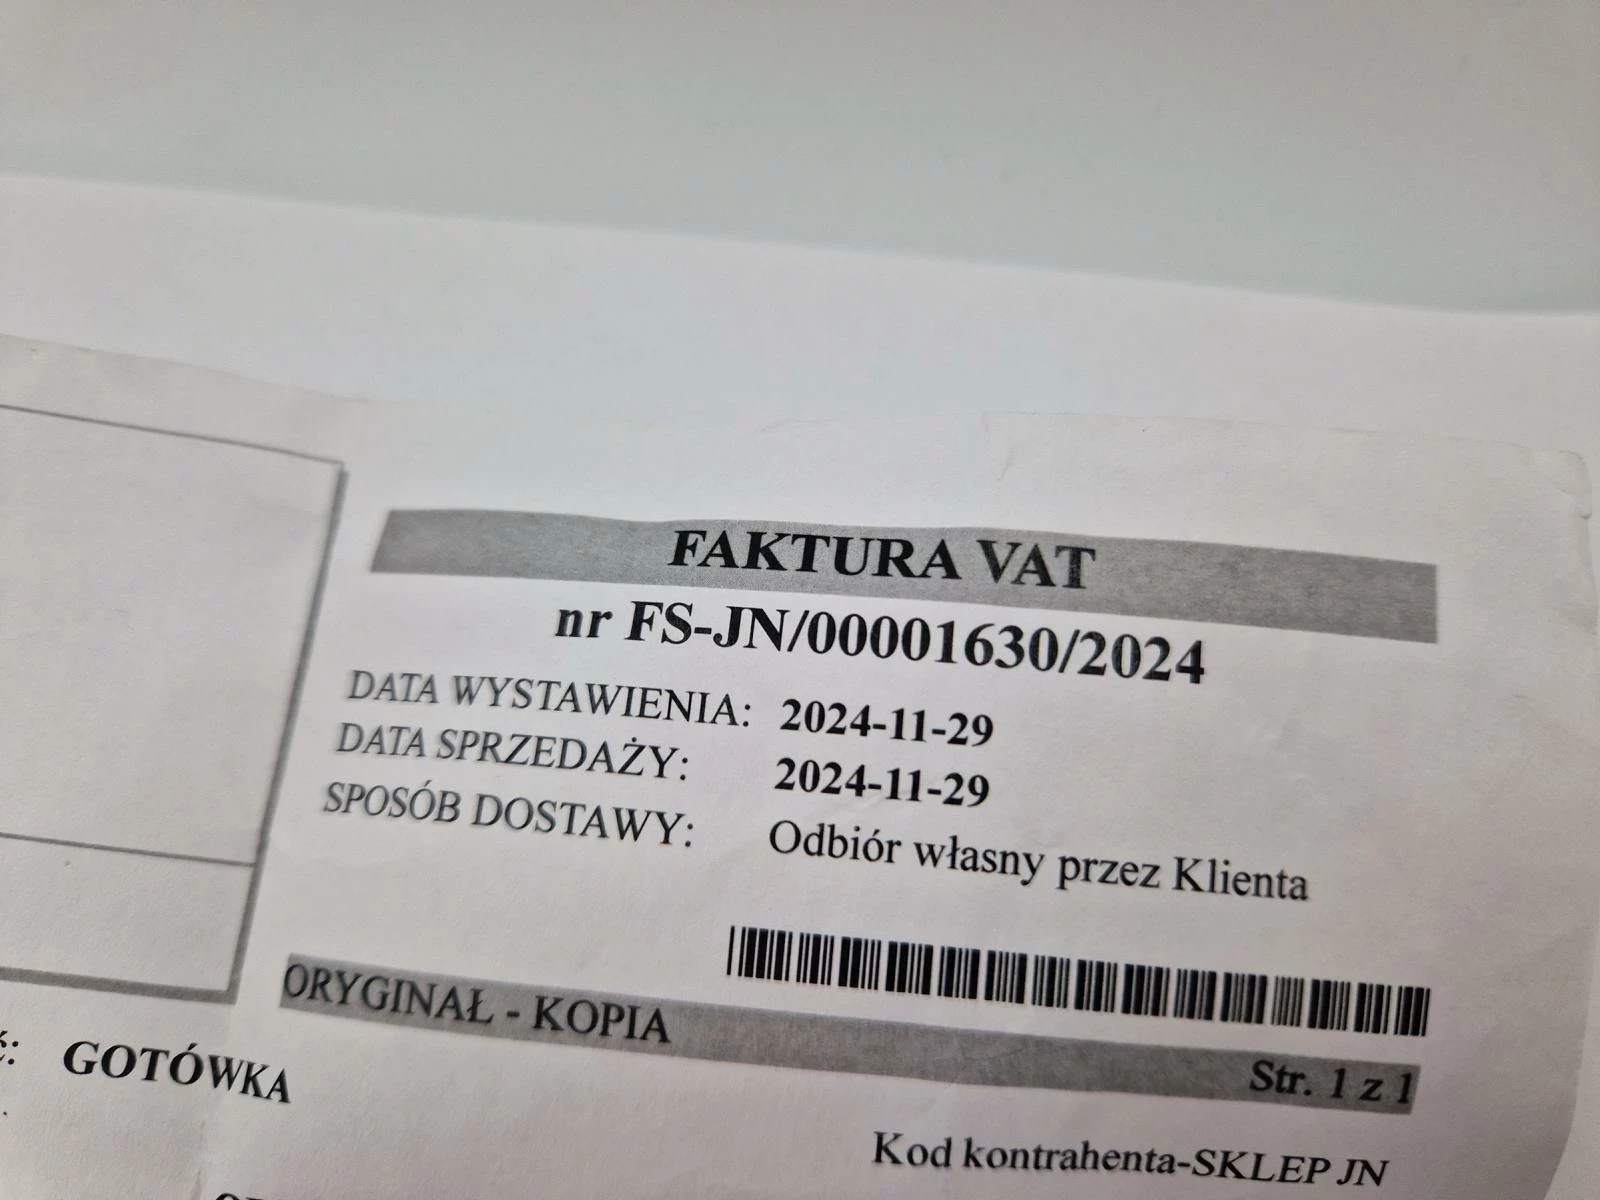 FAKTURA VAT
nr FS-JN/00001630/2024
DATA WYSTAWIENIA: 2024-11-29
DATA SPRZEDAŻY: 2024-11-29
SPOSÓB DOSTAWY: Odbiór własny przez Klienta
ORYGINAŁ - KOPIA
Str. 1 z 1
GOTÓWKA
Kod kontrahenta-SKLEP JN